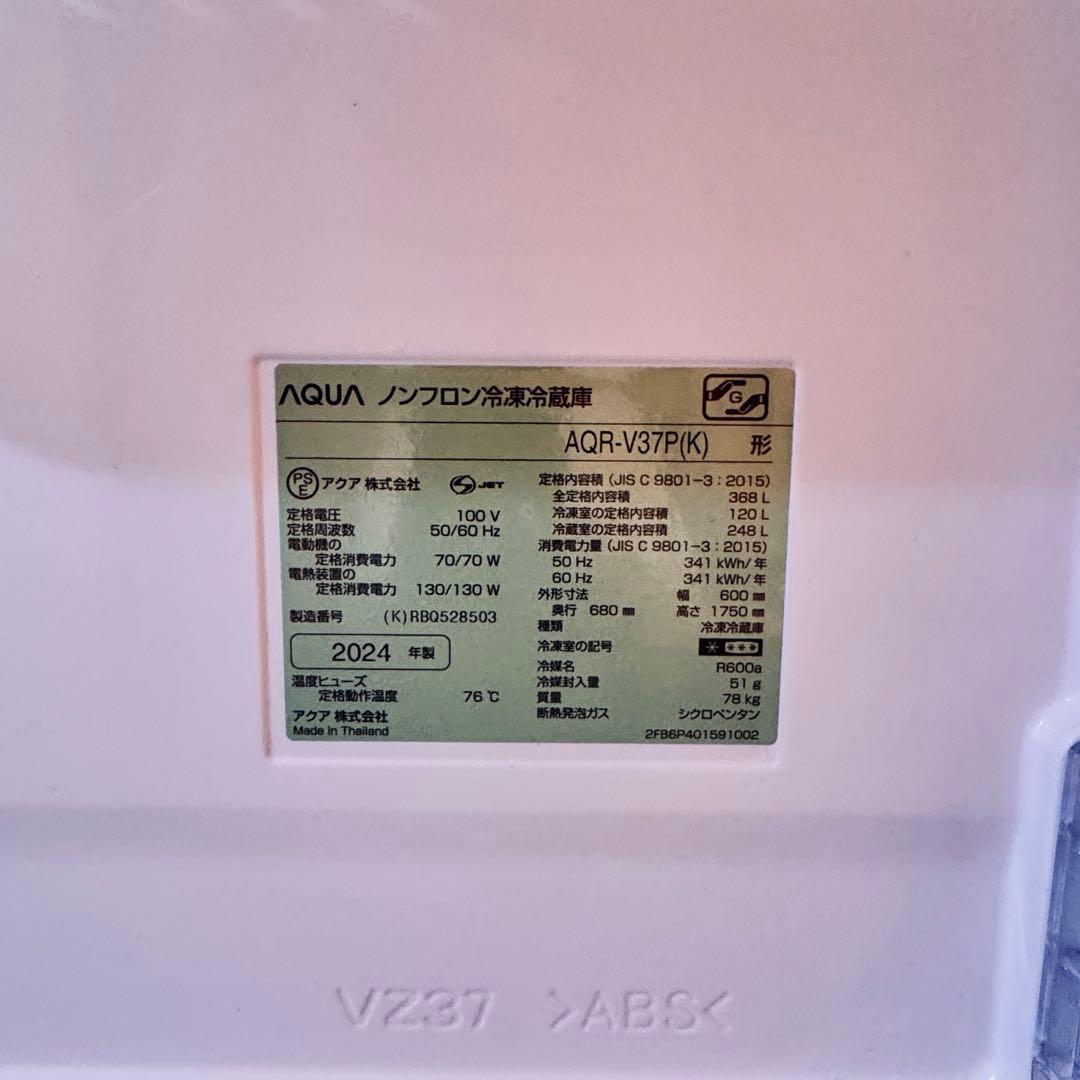 AQUA ノンフロン冷凍冷蔵庫
G
AQR-V37P(K) 形
PSE アクア 株式会社 JET
定格電圧 100 V
定格周波数 50/60 Hz
電動機の
定格消費電力 70/70 W
電熱装置の
定格消費電力 130/130 W
製造番号 (K)RBQ528503
2024 年製
温度ヒューズ
定格動作温度 76 ℃
アクア 株式会社
Made in Thailand
定格内容積 (JIS C 9801-3 : 2015)
全定格内容積 368 L
冷凍室の定格内容積 120 L
冷蔵室の定格内容積 248 L
消費電力量 (JIS C 9801-3 : 2015)
50 Hz 341 kWh/年
60 Hz 341 kWh/年
外形寸法 幅 600 ㎜
奥行 680 ㎜ 高さ 1750 ㎜
種類 冷凍冷蔵庫
冷凍室の記号 ****
冷媒名 R600a
冷媒封入量 51 g
質量 78 kg
断熱発泡ガス シクロペンタン
2FB6P401591002
VZ37 >ABS<